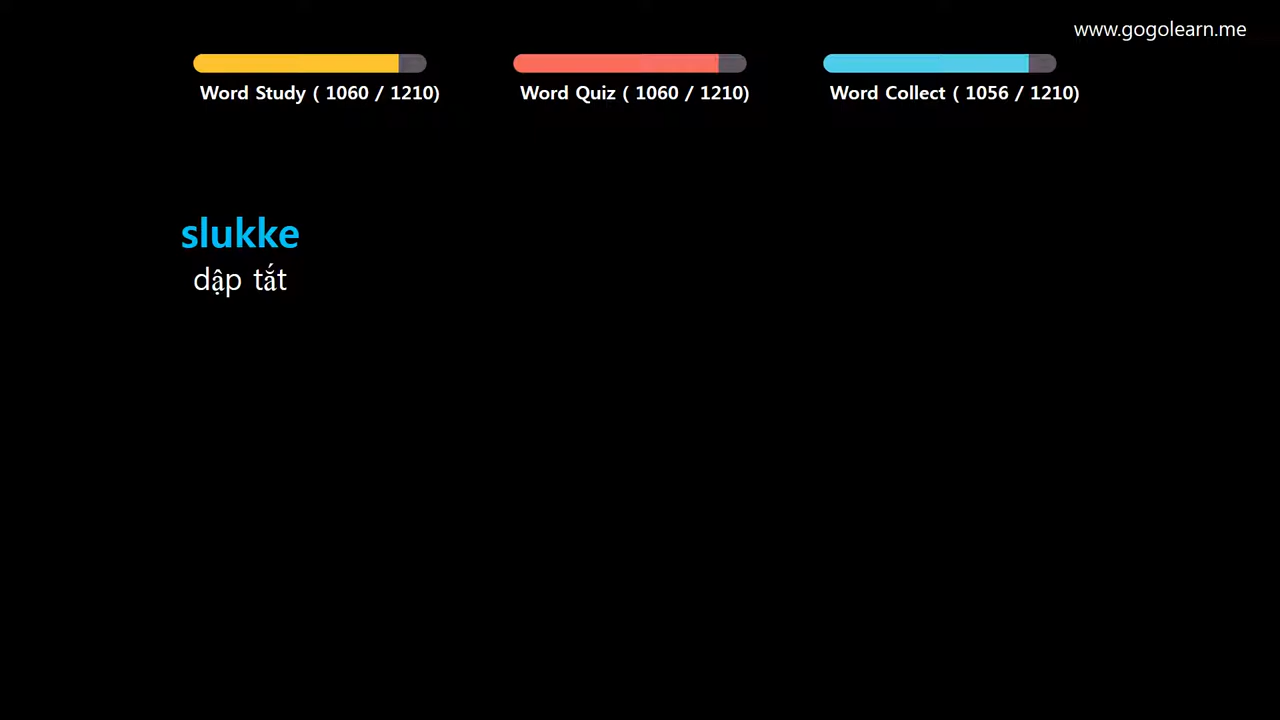 www.gogolearn.me
Word Study ( 1060 / 1210)
Word Quiz ( 1060 / 1210)
Word Collect ( 1056 / 1210)
slukke
dập tắt